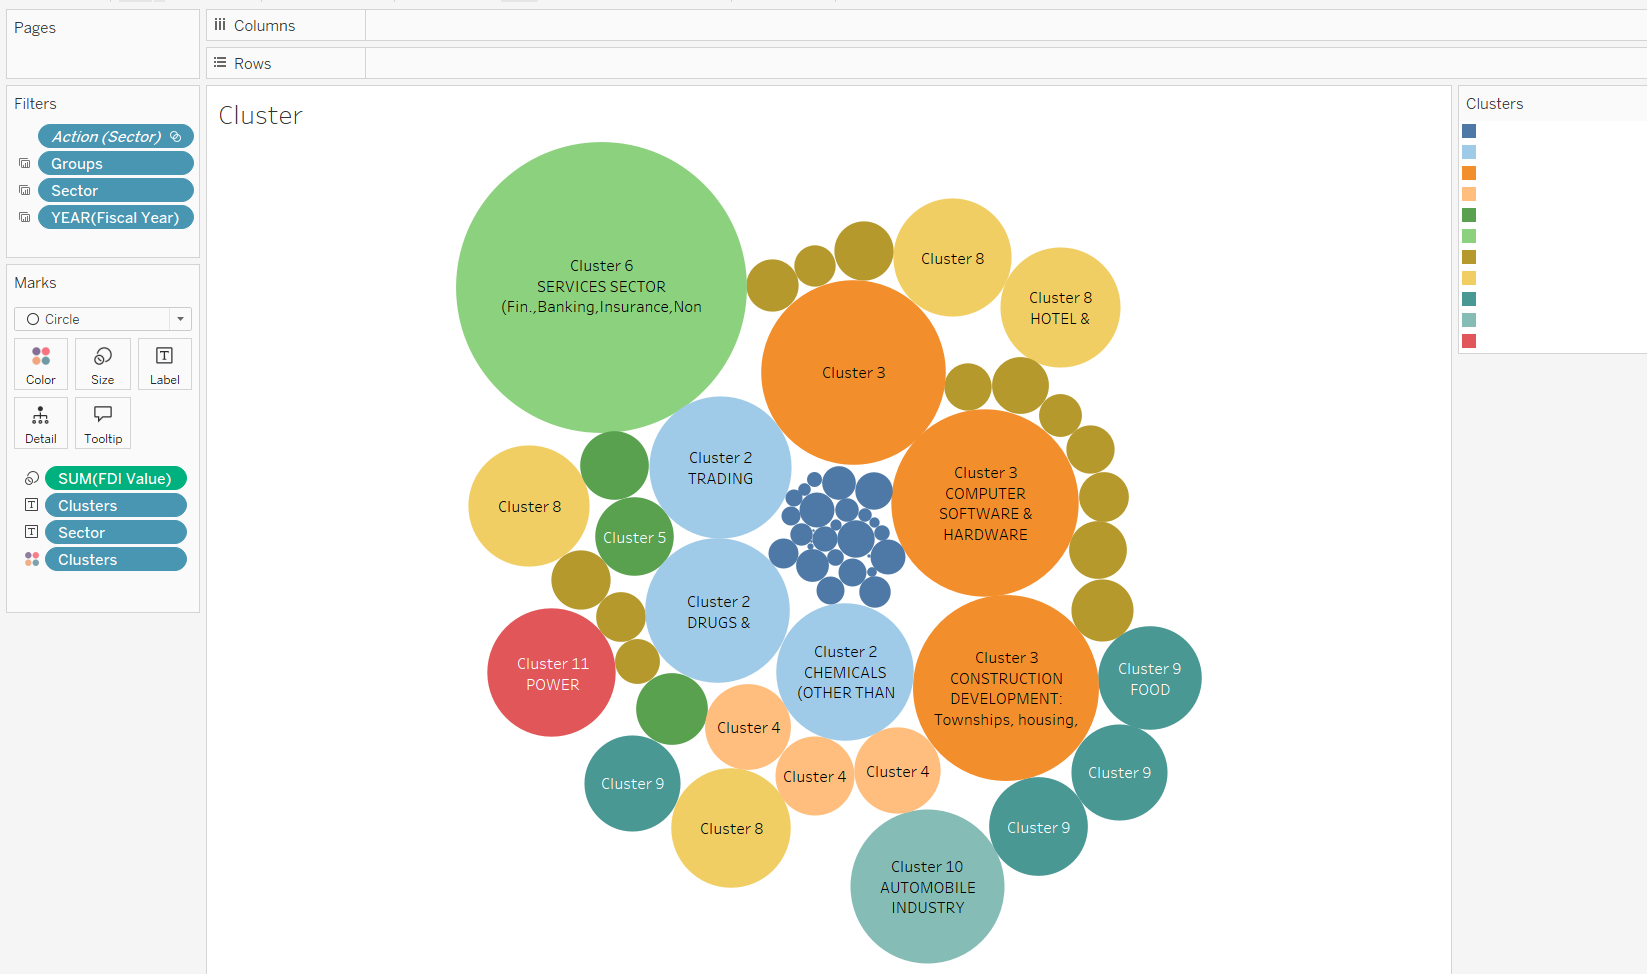 Pages
Columns
Rows
Filters
Action (Sector)
Groups
Sector
YEAR(Fiscal Year)
Marks
Circle
Color
Size
Label
Detail
Tooltip
SUM(FDI Value)
Clusters
Sector
Clusters
Cluster
Cluster 6
SERVICES SECTOR
(Fin.,Banking,Insurance,Non
Cluster 8
Cluster 8
HOTEL &
Cluster 3
Cluster 2
TRADING
Cluster 3
COMPUTER
SOFTWARE &
HARDWARE
Cluster 8
Cluster 5
Cluster 2
DRUGS &
Cluster 11
POWER
Cluster 2
CHEMICALS
(OTHER THAN
Cluster 3
CONSTRUCTION
DEVELOPMENT:
Townships, housing,
Cluster 9
FOOD
Cluster 4
Cluster 4
Cluster 4
Cluster 9
Cluster 9
Cluster 8
Cluster 9
Cluster 10
AUTOMOBILE
INDUSTRY
Clusters